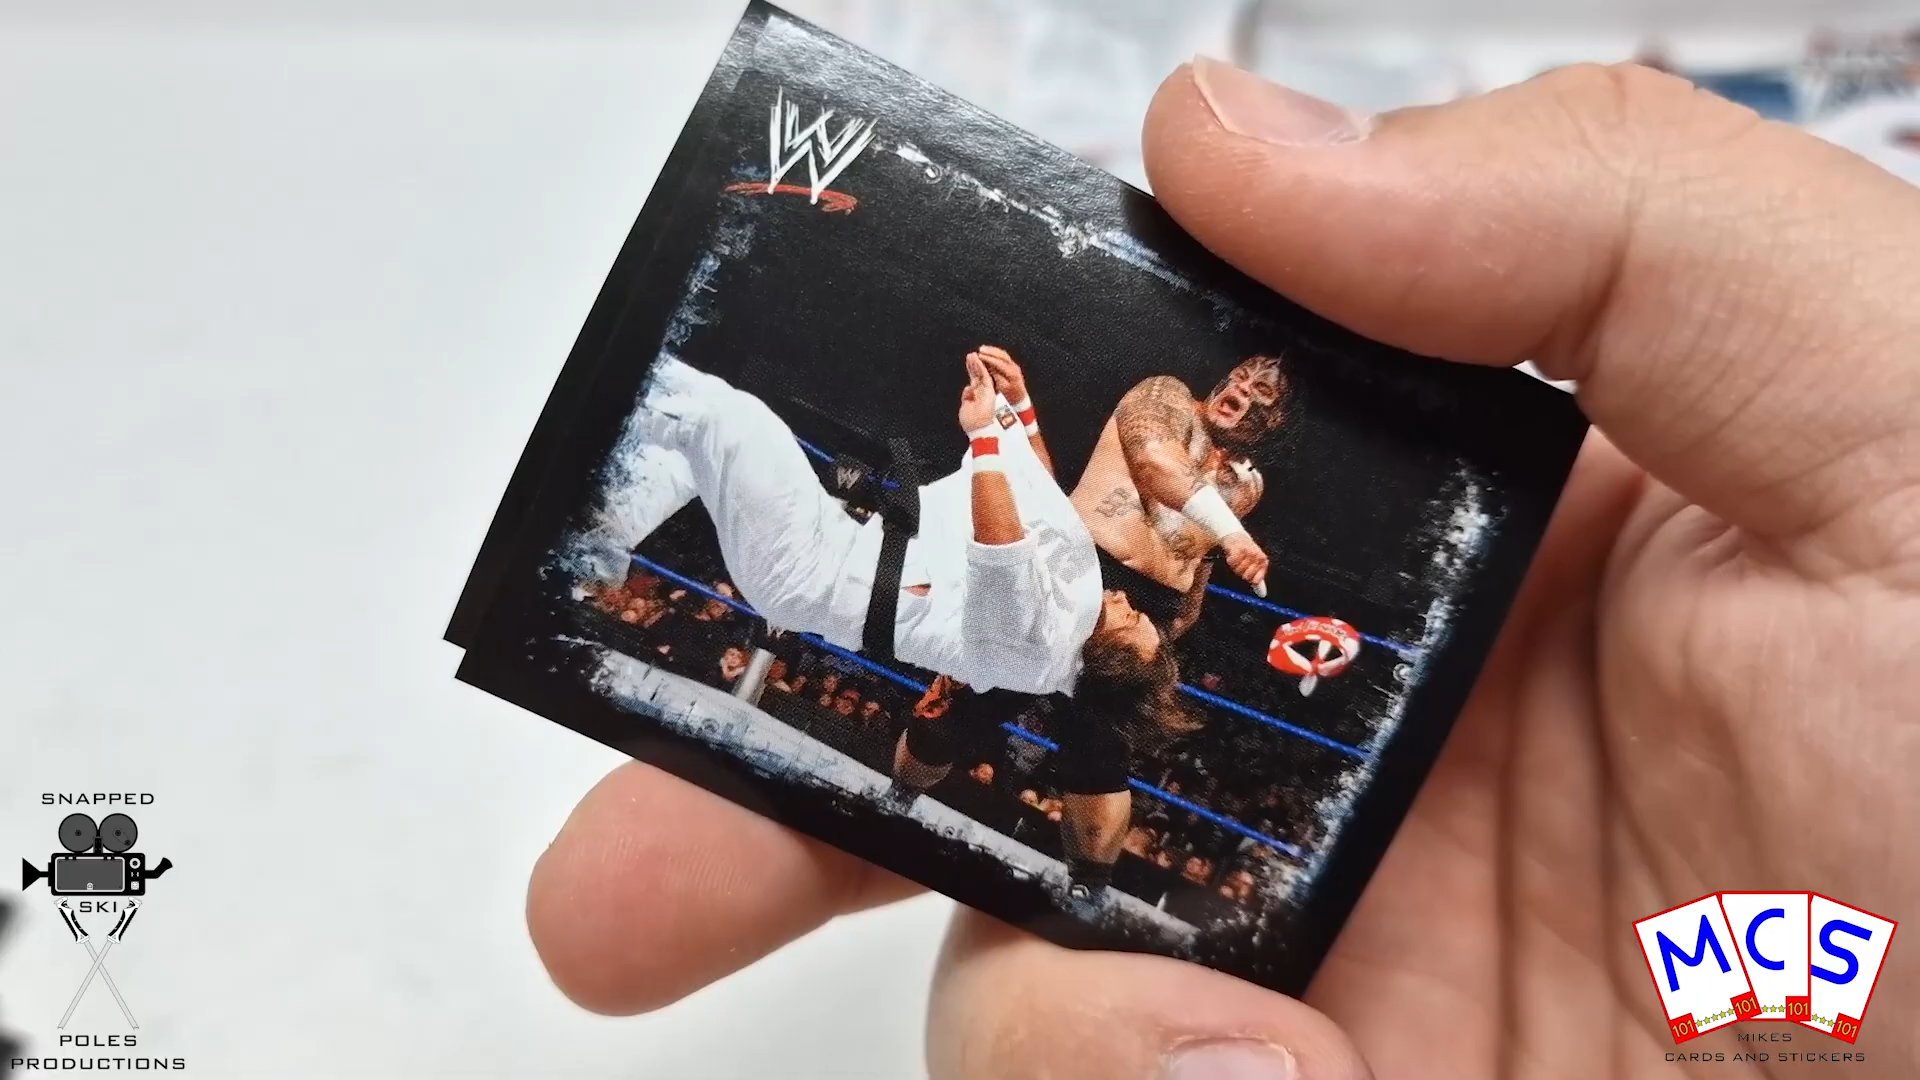 W
SNAPPED
SKI
POLES
PRODUCTIONS
MCS
101 101 101 101
MIKES
CARDS AND STICKERS